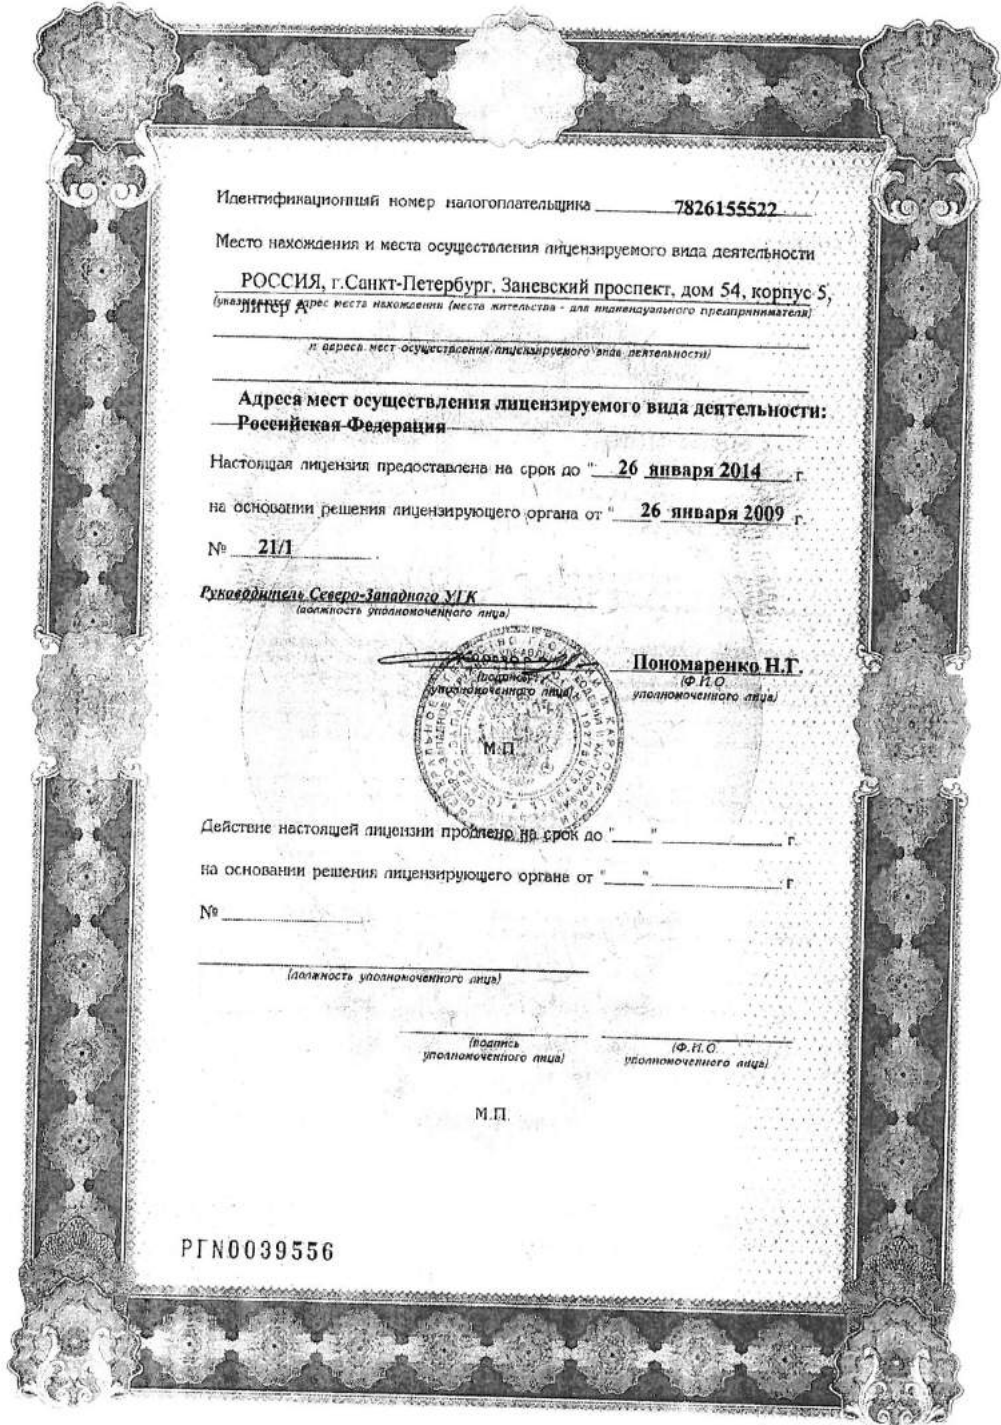 Идентификационный номер налогоплательщика 7826155522
Место нахождения и места осуществления лицензируемого вида деятельности
РОССИЯ, г.Санкт-Петербург, Заневский проспект, дом 54, корпус 5,
литер А
(указываются адрес места нахождения (места жительства - для индивидуального предпринимателя)
и адреса мест осуществления лицензируемого вида деятельности)
Адреса мест осуществления лицензируемого вида деятельности:
Российская Федерация
Настоящая лицензия предоставлена на срок до " 26 января 2014 г.
на основании решения лицензирующего органа от " 26 января 2009 г.
№ 21/1
Руководитель Северо-Западного УГК
(должность уполномоченного лица)
Пономаренко Н.Г.
(подпись
уполномоченного лица)
(Ф.И.О.
уполномоченного лица)
М.П.
Действие настоящей лицензии продлено на срок до "____" ____ г.
на основании решения лицензирующего органа от "____" ____ г.
№
(должность уполномоченного лица)
(подпись
уполномоченного лица)
(Ф.И.О.
уполномоченного лица)
М.П.
РГN0039556